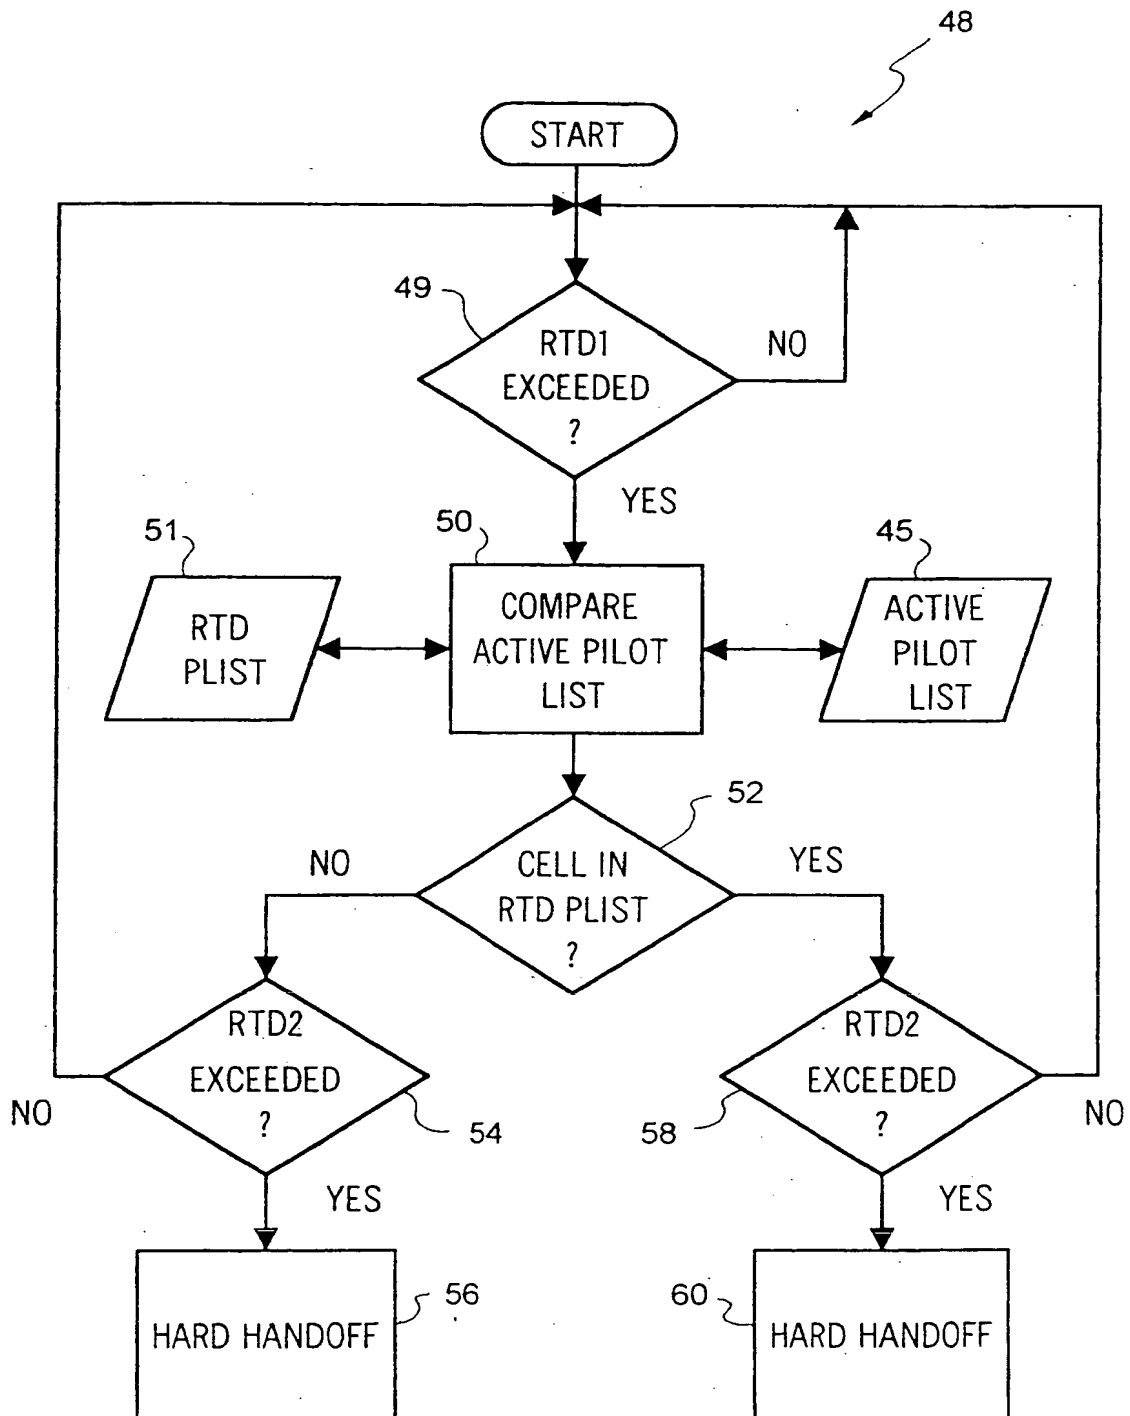 48
START
49
RTD1
EXCEEDED
?
NO
YES
51
50
45
RTD
PLIST
COMPARE
ACTIVE PILOT
LIST
ACTIVE
PILOT
LIST
52
NO
CELL IN
RTD PLIST
?
YES
RTD2
EXCEEDED
?
NO
54
RTD2
EXCEEDED
?
58
NO
YES
YES
56
HARD HANDOFF
60
HARD HANDOFF